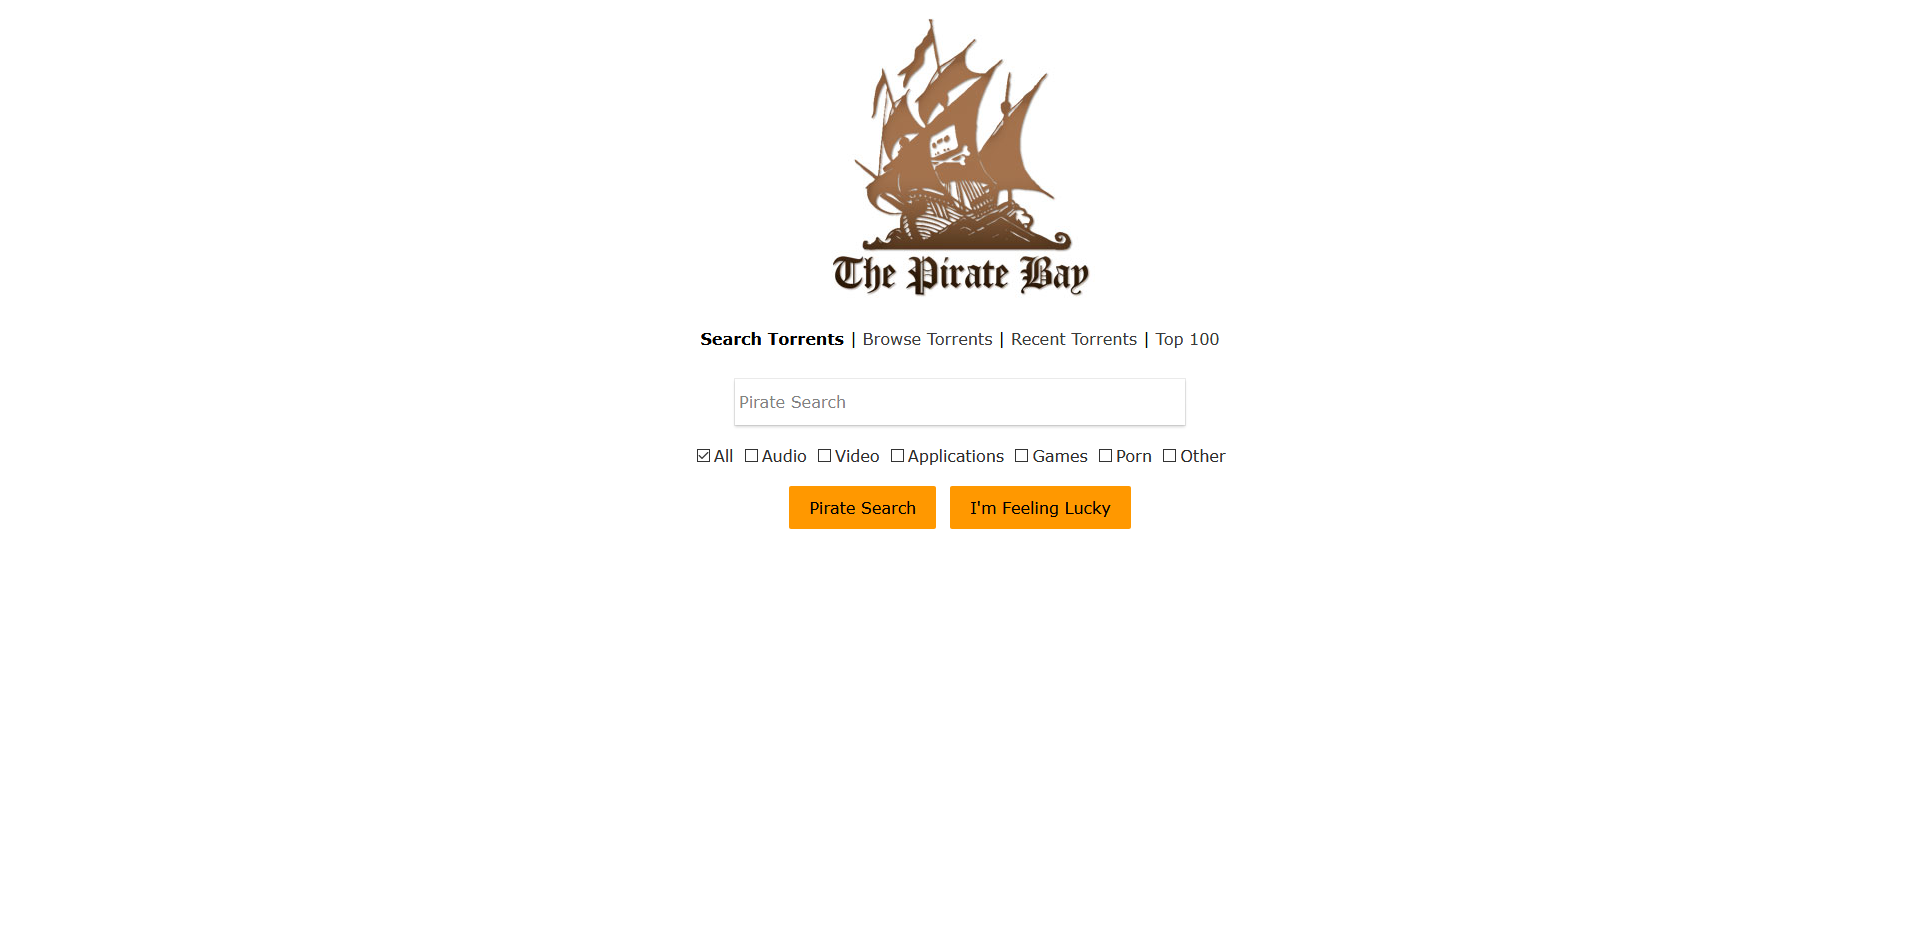 The Pirate Bay
Search Torrents | Browse Torrents | Recent Torrents | Top 100
Pirate Search
All Audio Video Applications Games Porn Other
Pirate Search I'm Feeling Lucky